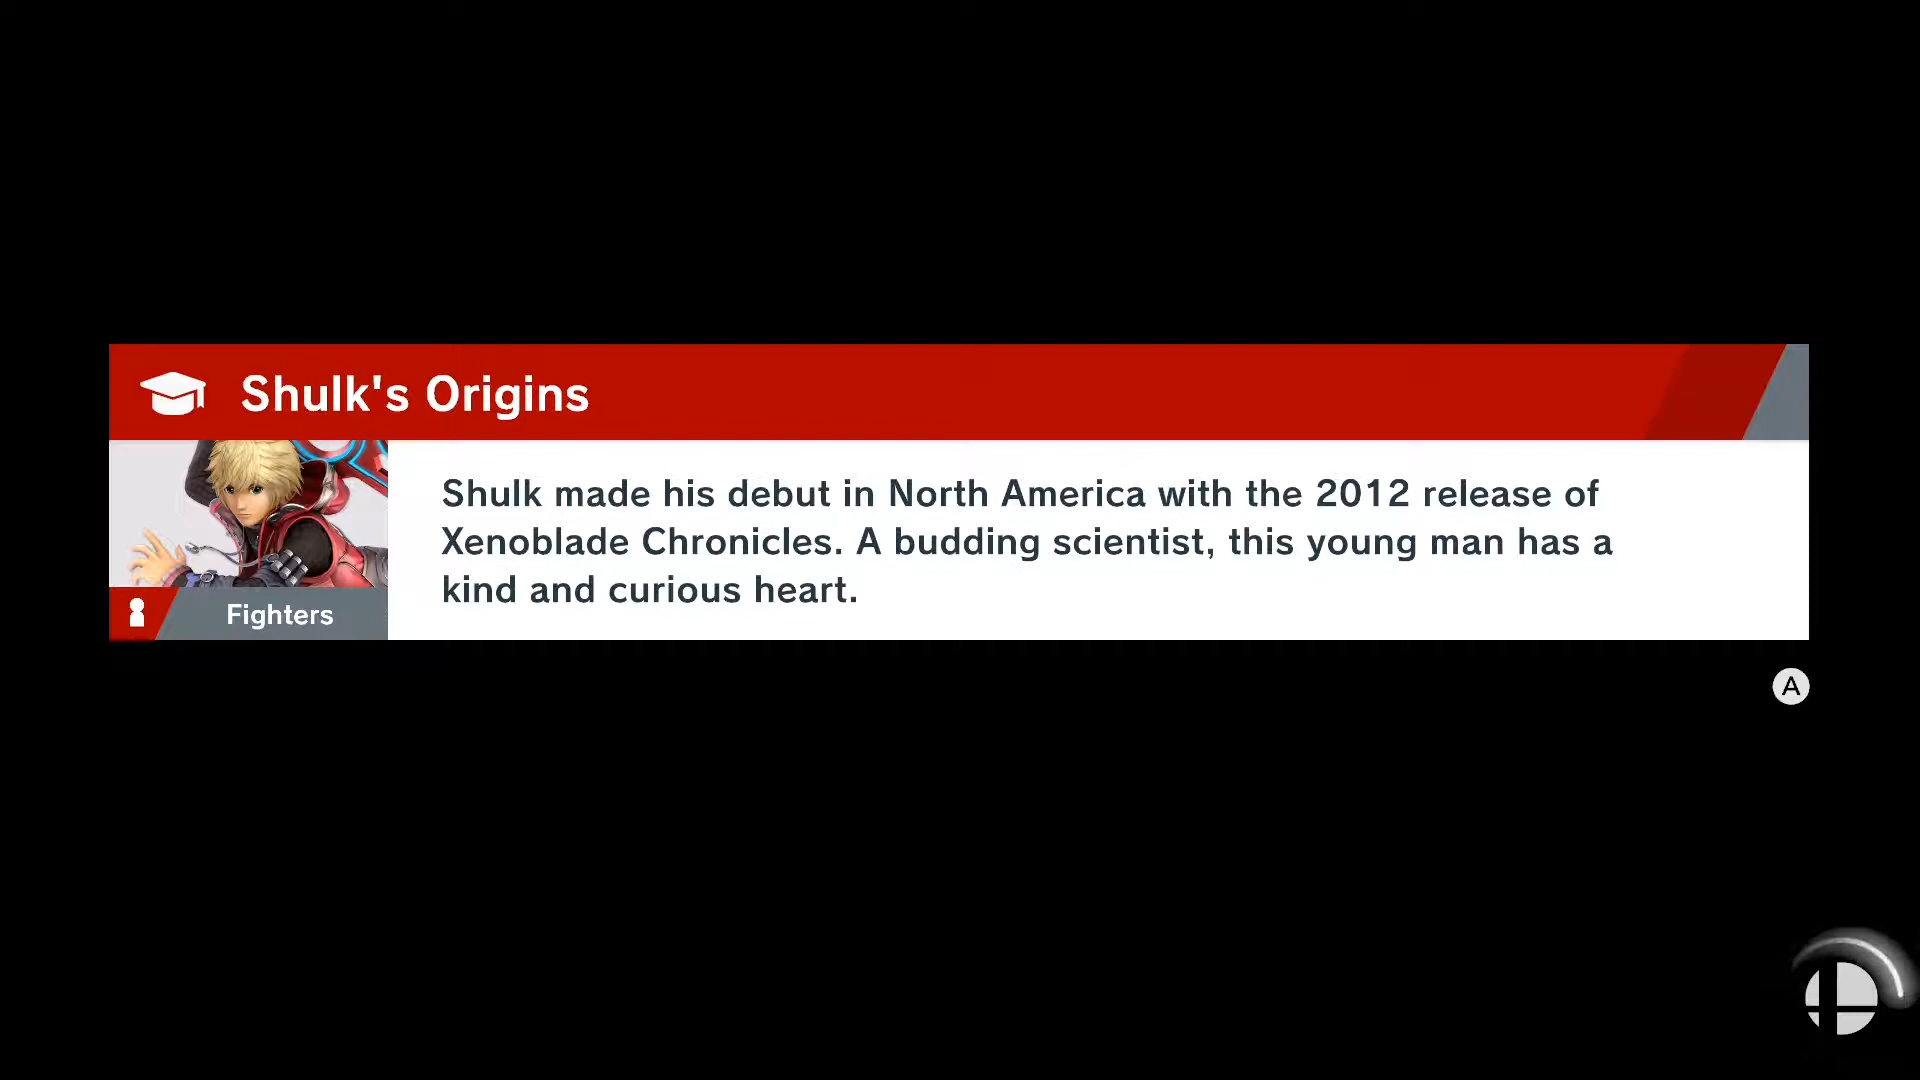 Shulk's Origins
Shulk made his debut in North America with the 2012 release of
Xenoblade Chronicles. A budding scientist, this young man has a
kind and curious heart.
Fighters
A